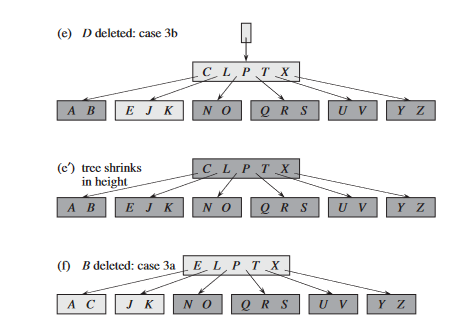 (e) D deleted: case 3b
C L P T X
A B E J K N O Q R S U V Y Z
(e′) tree shrinks
in height
C L P T X
A B E J K N O Q R S U V Y Z
(f) B deleted: case 3a
E L P T X
A C J K N O Q R S U V Y Z